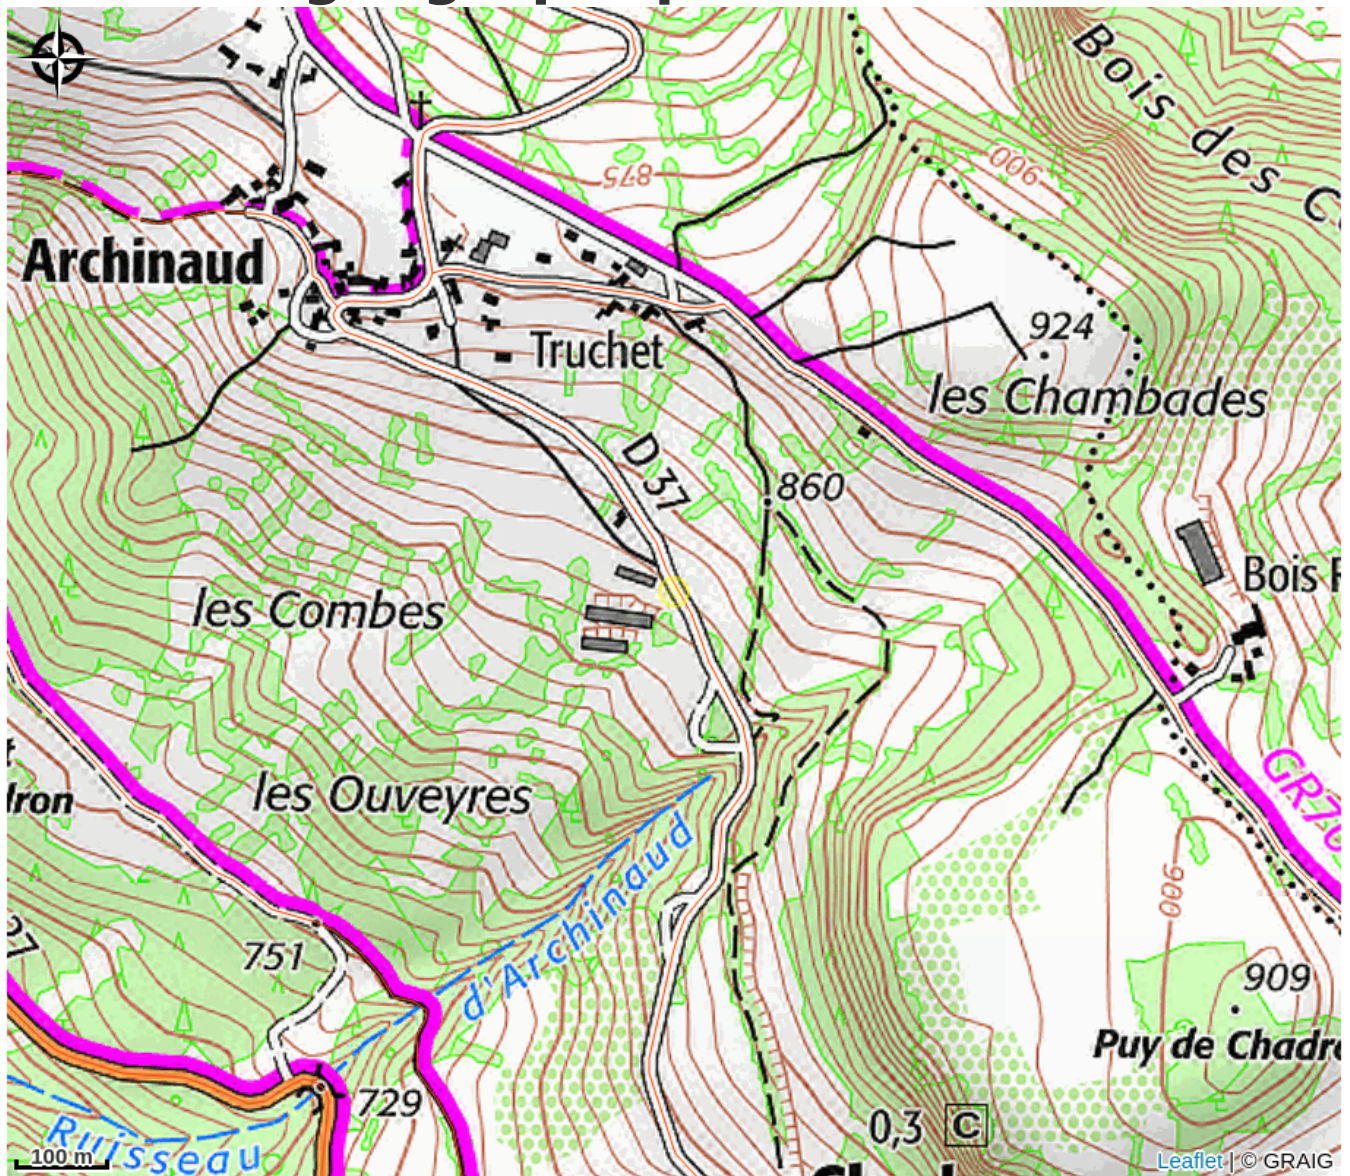 Bois des
875
900
Archinaud
924
Truchet
les Chambades
D 37
860
Bois
les Combes
GR70
les Ouveyres
d'Archinaud
900
751
909
Puy de Chadr
729
0,3 C
Ruisseau
100 m
Leaflet | © GRAIG